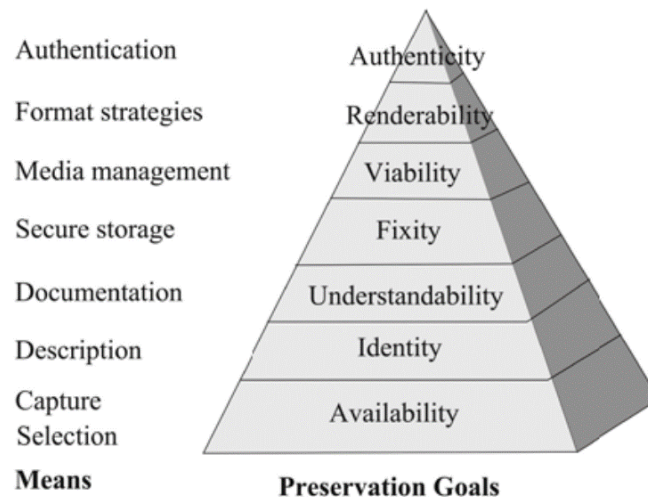 Authentication
Authenticity
Format strategies
Renderability
Media management
Viability
Secure storage
Fixity
Documentation
Understandability
Description
Identity
Capture
Selection
Availability
Means
Preservation Goals